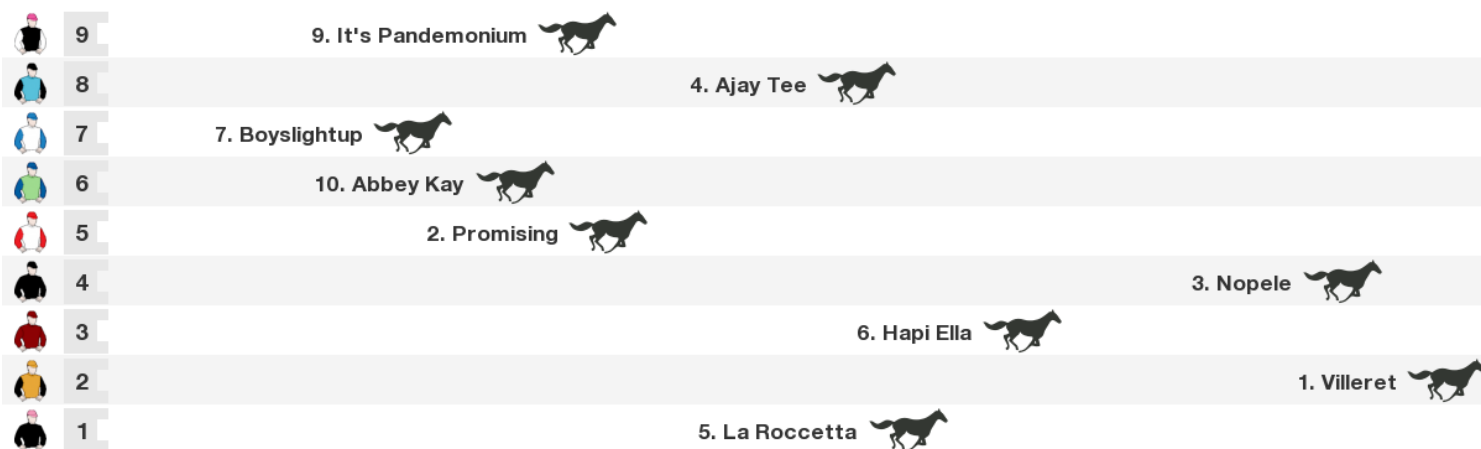 9 9. It's Pandemonium
8 4. Ajay Tee
7 7. Boyslightup
6 10. Abbey Kay
5 2. Promising
4 3. Nopele
3 6. Hapi Ella
2 1. Villeret
1 5. La Roccetta